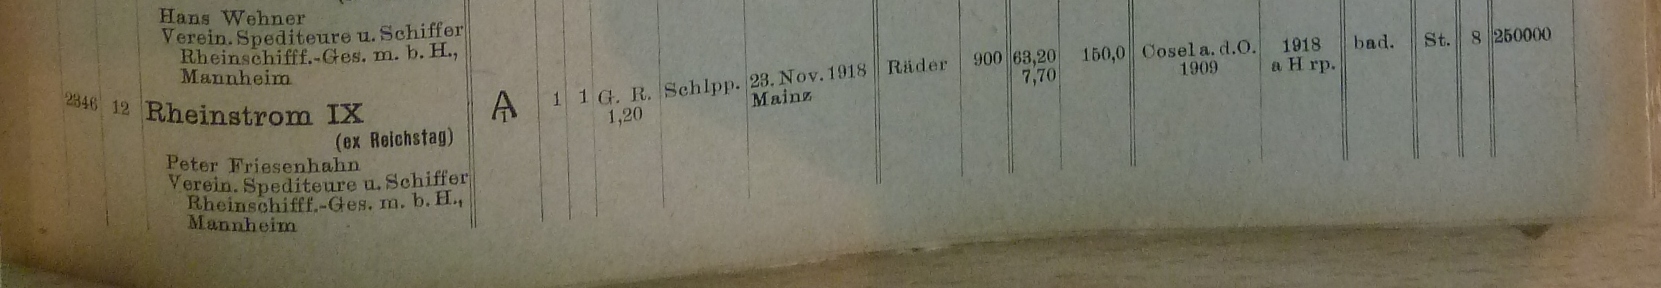 Hans Wehner
Verein. Spediteure u. Schiffer
Rheinschifff.-Ges. m. b. H.,
Mannheim
2346 12 Rheinstrom IX A 1 1 1 G. R. Schlpp. 23. Nov. 1918 Räder 900 63,20 150,0 Cosel a. d. O. 1918 bad. St. 8 250000
1,20 Mainz 7,70 1909 a H rp.
(ex Reichstag)
Peter Friesenhahn
Verein. Spediteure u. Schiffer
Rheinschifff.-Ges. m. b. H.,
Mannheim